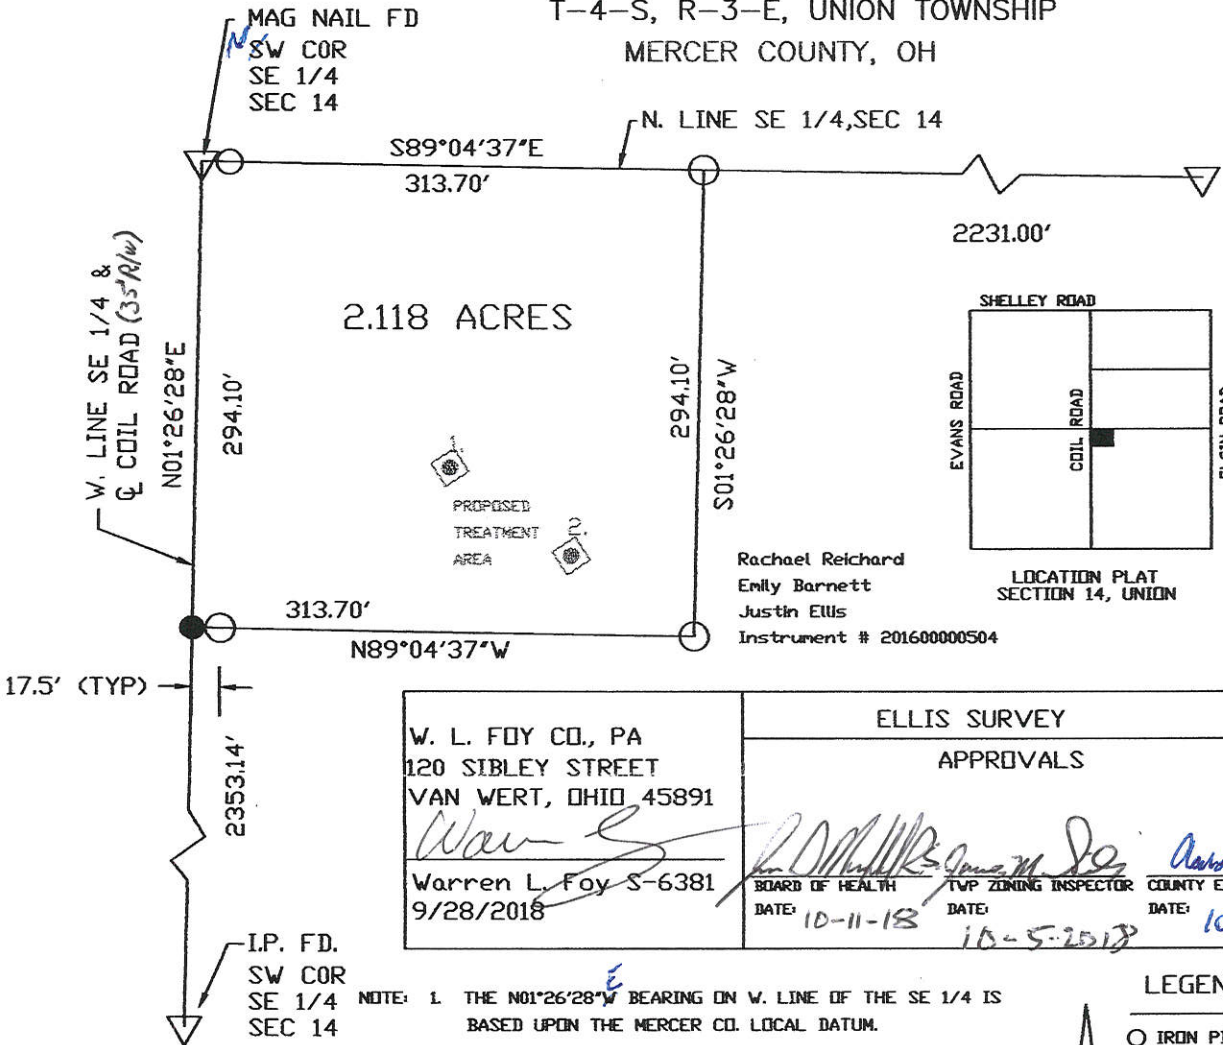 T-4-S, R-3-E, UNION TOWNSHIP
MERCER COUNTY, OH
MAG NAIL FD
N SW COR
SE 1/4
SEC 14
N. LINE SE 1/4,SEC 14
S89°04'37"E
313.70'
2231.00'
W. LINE SE 1/4 &
℄ COIL ROAD (35' R/W)
N01°26'28"E
294.10'
2.118 ACRES
294.10'
S01°26'28"W
1.
PROPOSED
TREATMENT
AREA
2.
SHELLEY ROAD
EVANS ROAD
COIL ROAD
ELGIN ROAD
LOCATION PLAT
SECTION 14, UNION
Rachael Reichard
Emily Barnett
Justin Ellis
Instrument # 201600000504
313.70'
N89°04'37"W
17.5' (TYP)
2353.14'
W. L. FOY CO., PA
120 SIBLEY STREET
VAN WERT, OHIO 45891
Warren L. Foy S-6381
9/28/2018
ELLIS SURVEY
APPROVALS
BOARD OF HEALTH
DATE: 10-11-18
TWP ZONING INSPECTOR
DATE: 10-5-2018
COUNTY E
DATE: 10
I.P. FD.
SW COR
SE 1/4
SEC 14
NOTE: 1. THE N01°26'28"W E BEARING ON W. LINE OF THE SE 1/4 IS
BASED UPON THE MERCER CO. LOCAL DATUM.
LEGEN
IRON PI